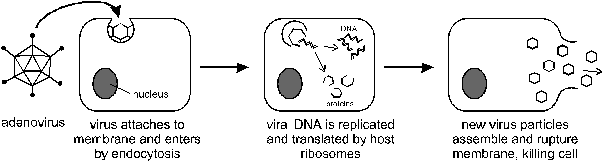 adenovirus
nucleus
virus attaches to
membrane and enters
by endocytosis
DNA
proteins
vira DNA is replicated
and translated by host
ribosomes
new virus particles
assemble and rupture
membrane, killing cell